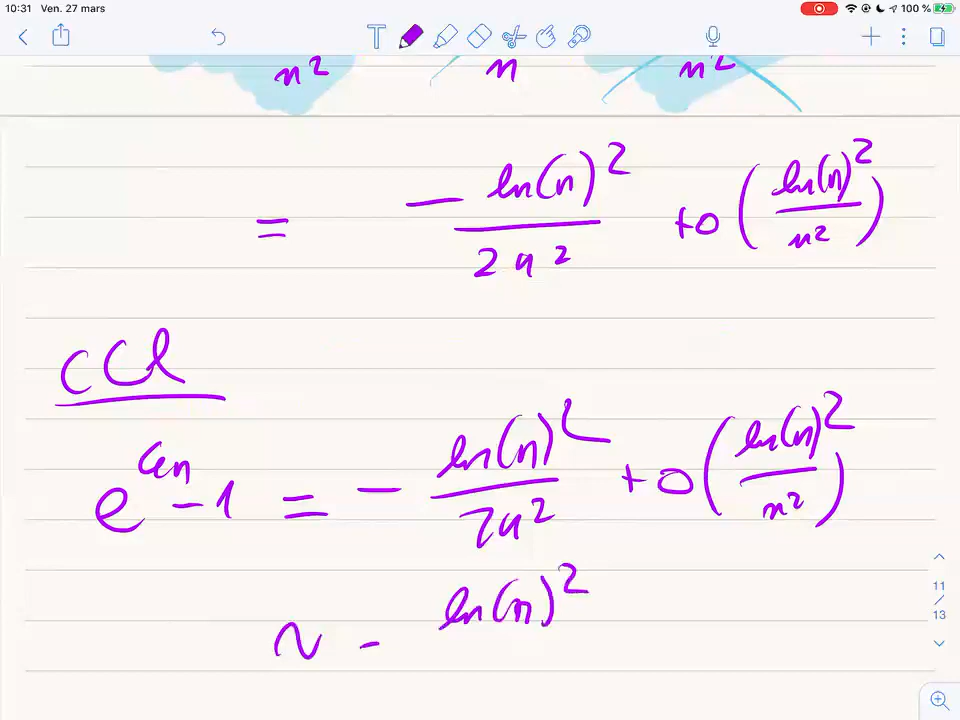 10:31 Ven. 27 mars 100 %
n² n n²
= - ln(n)² / 2n² + o( ln(n)² / n² )
CCl
e^{an} - 1 = - ln(n)² / 2n² + o( ln(n)² / n² )
11 / 13
~ - ln(n)²